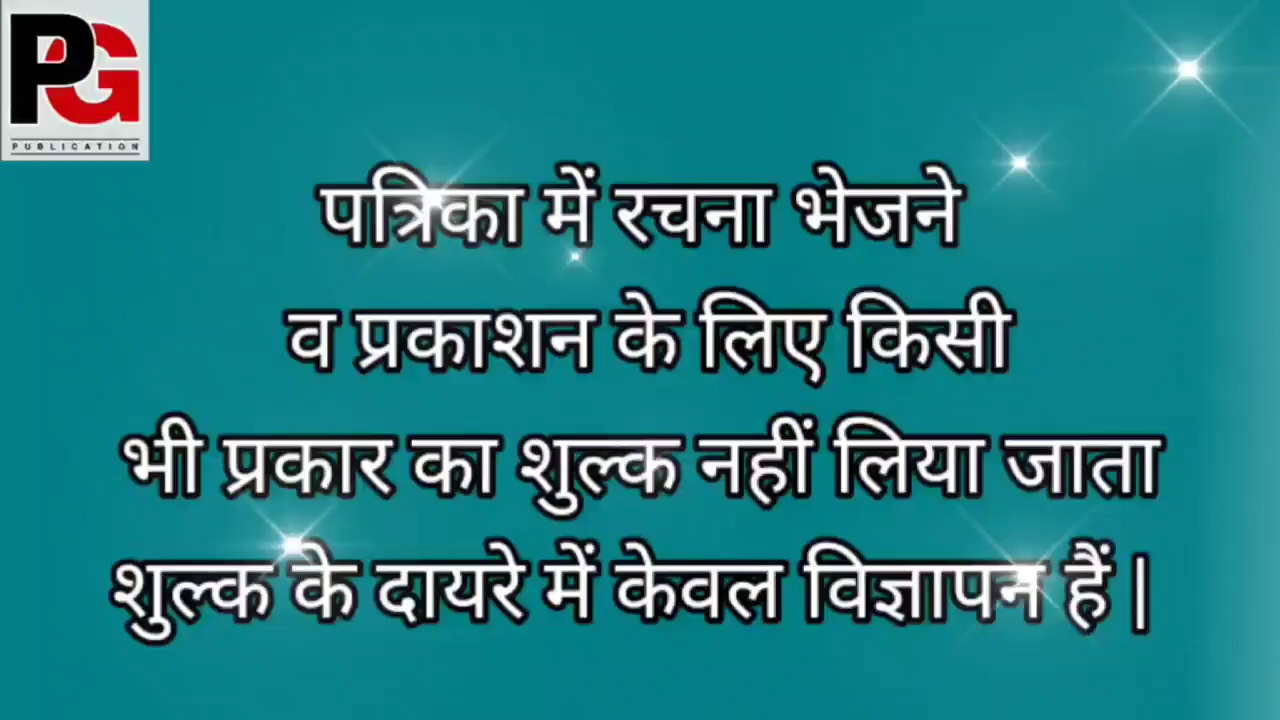 PG
PUBLICATION
पत्रिका में रचना भेजने
व प्रकाशन के लिए किसी
भी प्रकार का शुल्क नहीं लिया जाता
शुल्क के दायरे में केवल विज्ञापन हैं |